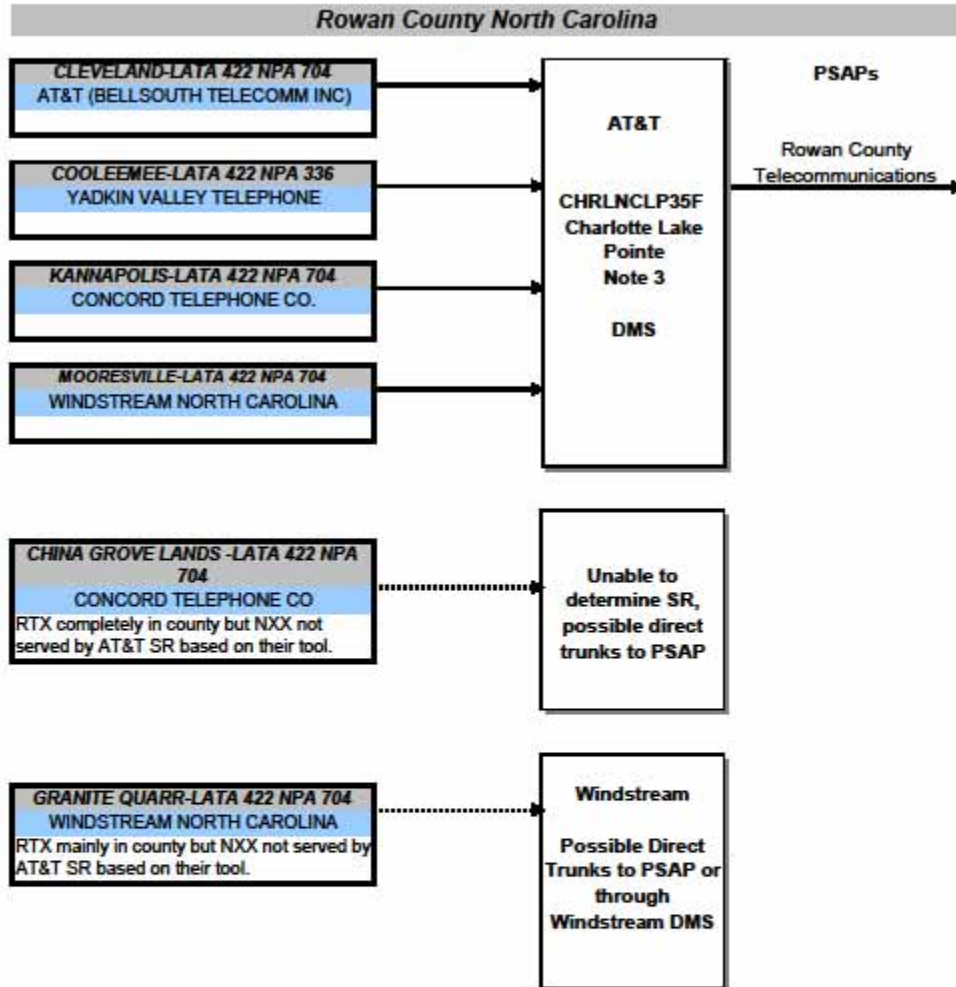 Rowan County North Carolina
CLEVELAND-LATA 422 NPA 704
AT&T (BELLSOUTH TELECOMM INC)
COOLEEMEE-LATA 422 NPA 336
YADKIN VALLEY TELEPHONE
KANNAPOLIS-LATA 422 NPA 704
CONCORD TELEPHONE CO.
MOORESVILLE-LATA 422 NPA 704
WINDSTREAM NORTH CAROLINA
AT&T
CHRLNCLP35F
Charlotte Lake
Pointe
Note 3
DMS
PSAPs
Rowan County
Telecommunications
CHINA GROVE LANDS -LATA 422 NPA
704
CONCORD TELEPHONE CO
RTX completely in county but NXX not
served by AT&T SR based on their tool.
Unable to
determine SR,
possible direct
trunks to PSAP
GRANITE QUARR-LATA 422 NPA 704
WINDSTREAM NORTH CAROLINA
RTX mainly in county but NXX not served by
AT&T SR based on their tool.
Windstream
Possible Direct
Trunks to PSAP or
through
Windstream DMS